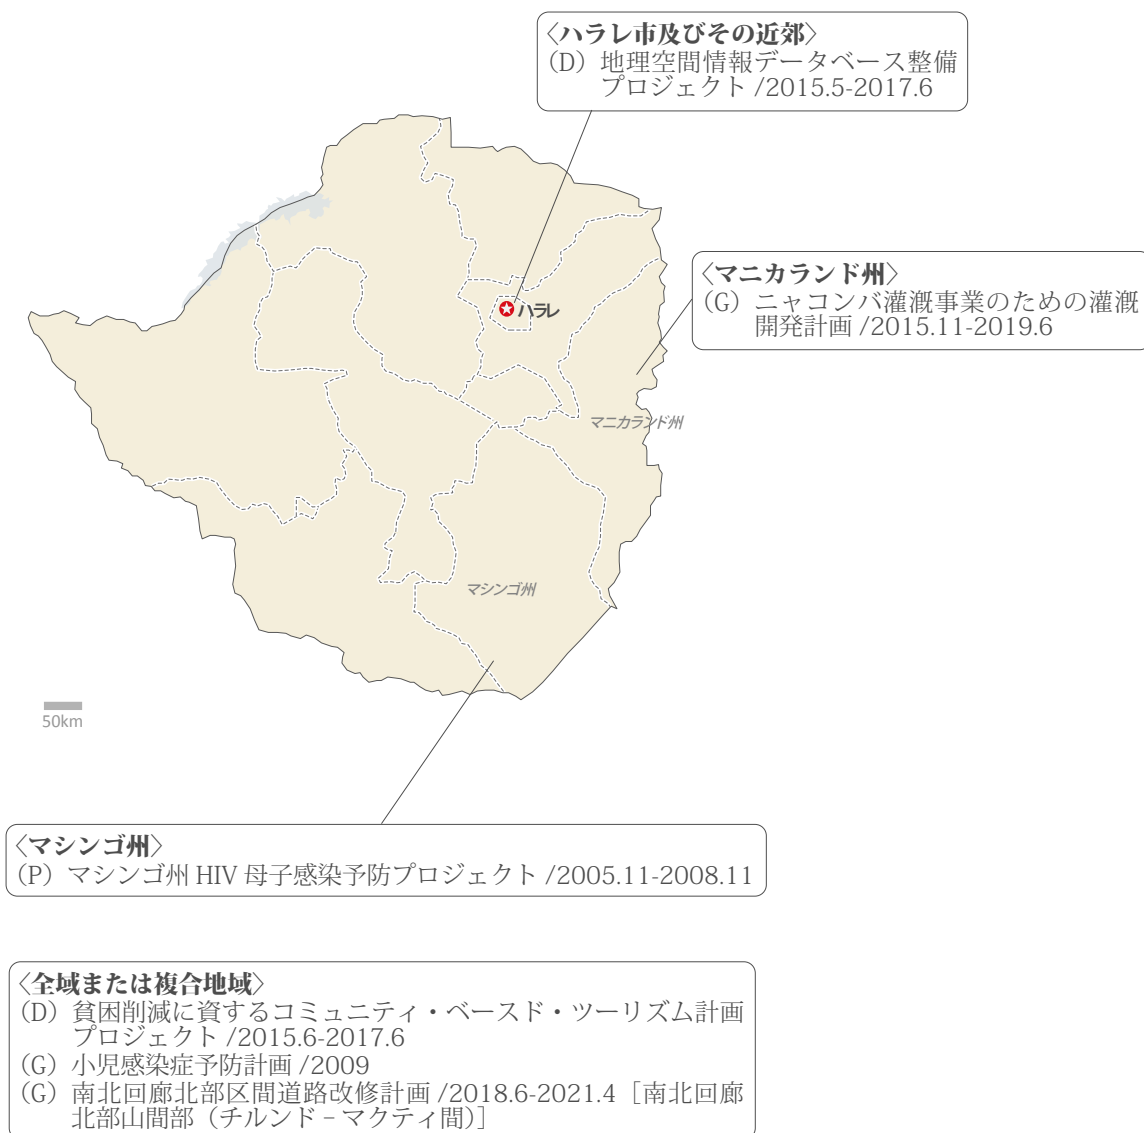 〈ハラレ市及びその近郊〉
(D) 地理空間情報データベース整備
プロジェクト /2015.5-2017.6
〈マニカランド州〉
(G) ニャコンバ灌漑事業のための灌漑
開発計画 /2015.11-2019.6
ハラレ
マニカランド州
マシンゴ州
50km
〈マシンゴ州〉
(P) マシンゴ州 HIV 母子感染予防プロジェクト /2005.11-2008.11
〈全域または複合地域〉
(D) 貧困削減に資するコミュニティ・ベースド・ツーリズム計画
プロジェクト /2015.6-2017.6
(G) 小児感染症予防計画 /2009
(G) 南北回廊北部区間道路改修計画 /2018.6-2021.4［南北回廊
北部山間部（チルンド－マクティ間）］